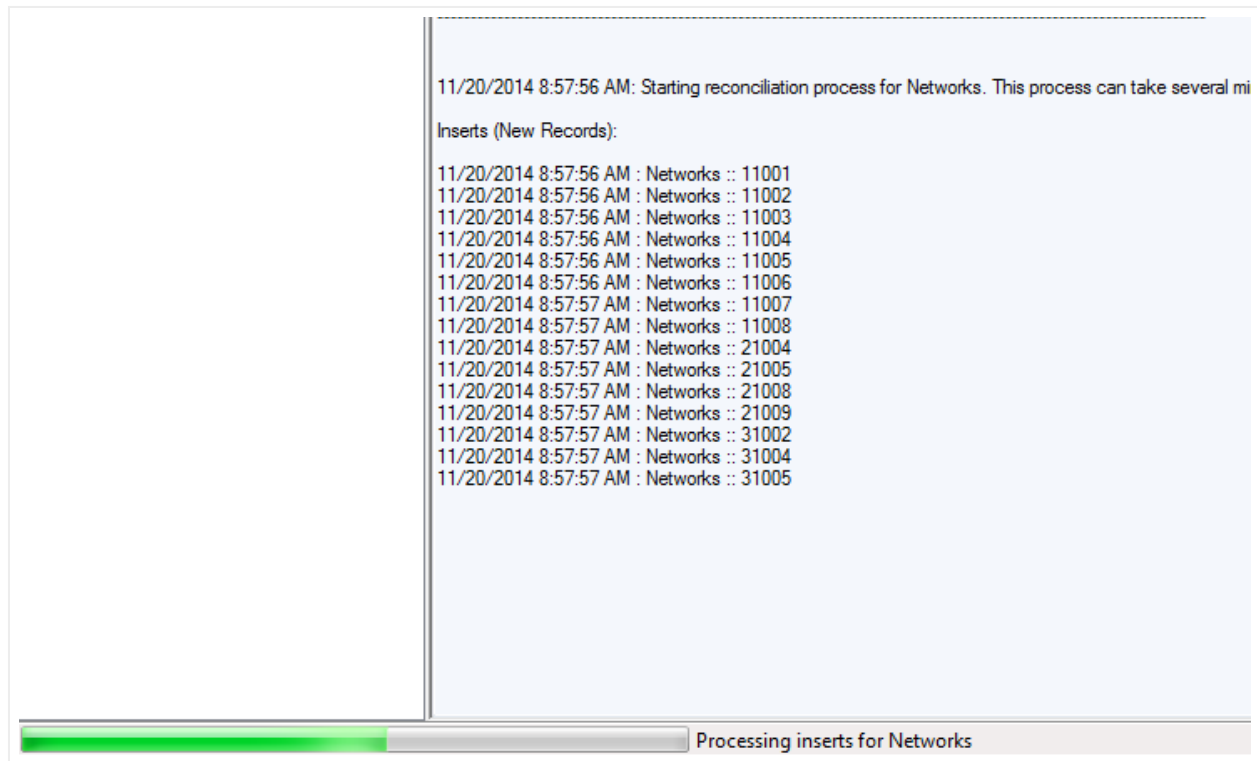 11/20/2014 8:57:56 AM: Starting reconciliation process for Networks. This process can take several mi
Inserts (New Records):
11/20/2014 8:57:56 AM : Networks :: 11001
11/20/2014 8:57:56 AM : Networks :: 11002
11/20/2014 8:57:56 AM : Networks :: 11003
11/20/2014 8:57:56 AM : Networks :: 11004
11/20/2014 8:57:56 AM : Networks :: 11005
11/20/2014 8:57:56 AM : Networks :: 11006
11/20/2014 8:57:57 AM : Networks :: 11007
11/20/2014 8:57:57 AM : Networks :: 11008
11/20/2014 8:57:57 AM : Networks :: 21004
11/20/2014 8:57:57 AM : Networks :: 21005
11/20/2014 8:57:57 AM : Networks :: 21008
11/20/2014 8:57:57 AM : Networks :: 21009
11/20/2014 8:57:57 AM : Networks :: 31002
11/20/2014 8:57:57 AM : Networks :: 31004
11/20/2014 8:57:57 AM : Networks :: 31005
Processing inserts for Networks